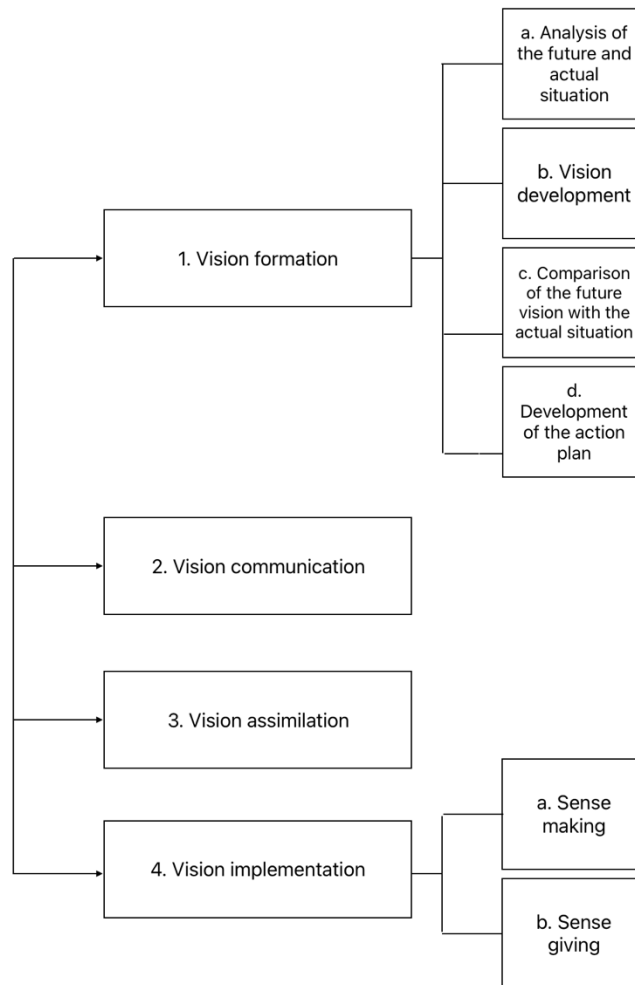 a. Analysis of
the future and
actual
situation
b. Vision
development
1. Vision formation
c. Comparison
of the future
vision with the
actual situation
d.
Development
of the action
plan
2. Vision communication
3. Vision assimilation
a. Sense
making
4. Vision implementation
b. Sense
giving